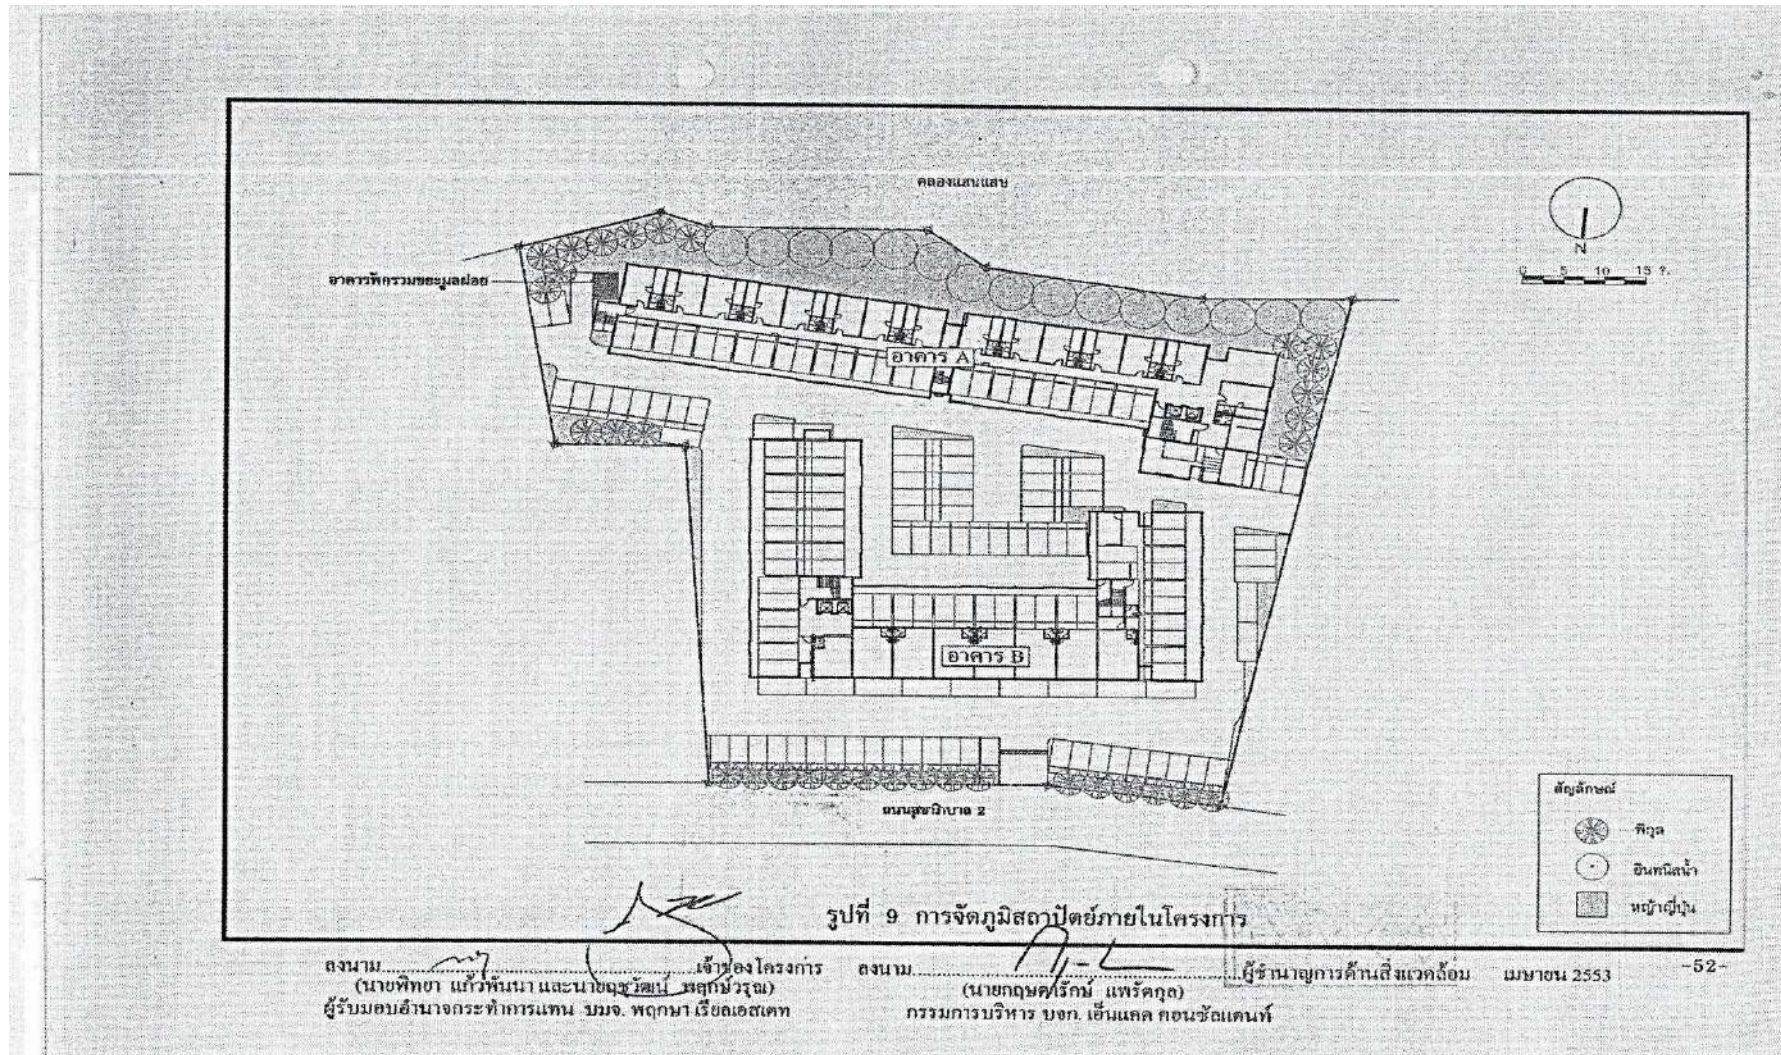 คลองแสนแสบ
N
0 5 10 15 ม.
อาคารพักรวมขยะมูลฝอย
อาคาร A
อาคาร B
ถนนสุขาภิบาล 2
สัญลักษณ์
พิกุล
อินทนิลน้ำ
หญ้าญี่ปุ่น
รูปที่ 9 การจัดภูมิสถาปัตย์ภายในโครงการ
ลงนาม เจ้าของโครงการ ลงนาม ผู้ชำนาญการด้านสิ่งแวดล้อม เมษายน 2553 -52-
(นายพิทยา แก้วพันนา และนาย พฤกษ์วรุณ) (นายกฤษดารักษ์ แพรัตกุล)
ผู้รับมอบอำนาจกระทำการแทน บมจ. พฤกษา เรียลเอสเตท กรรมการบริหาร บจก. เอ็นแคด คอนซัลแตนท์